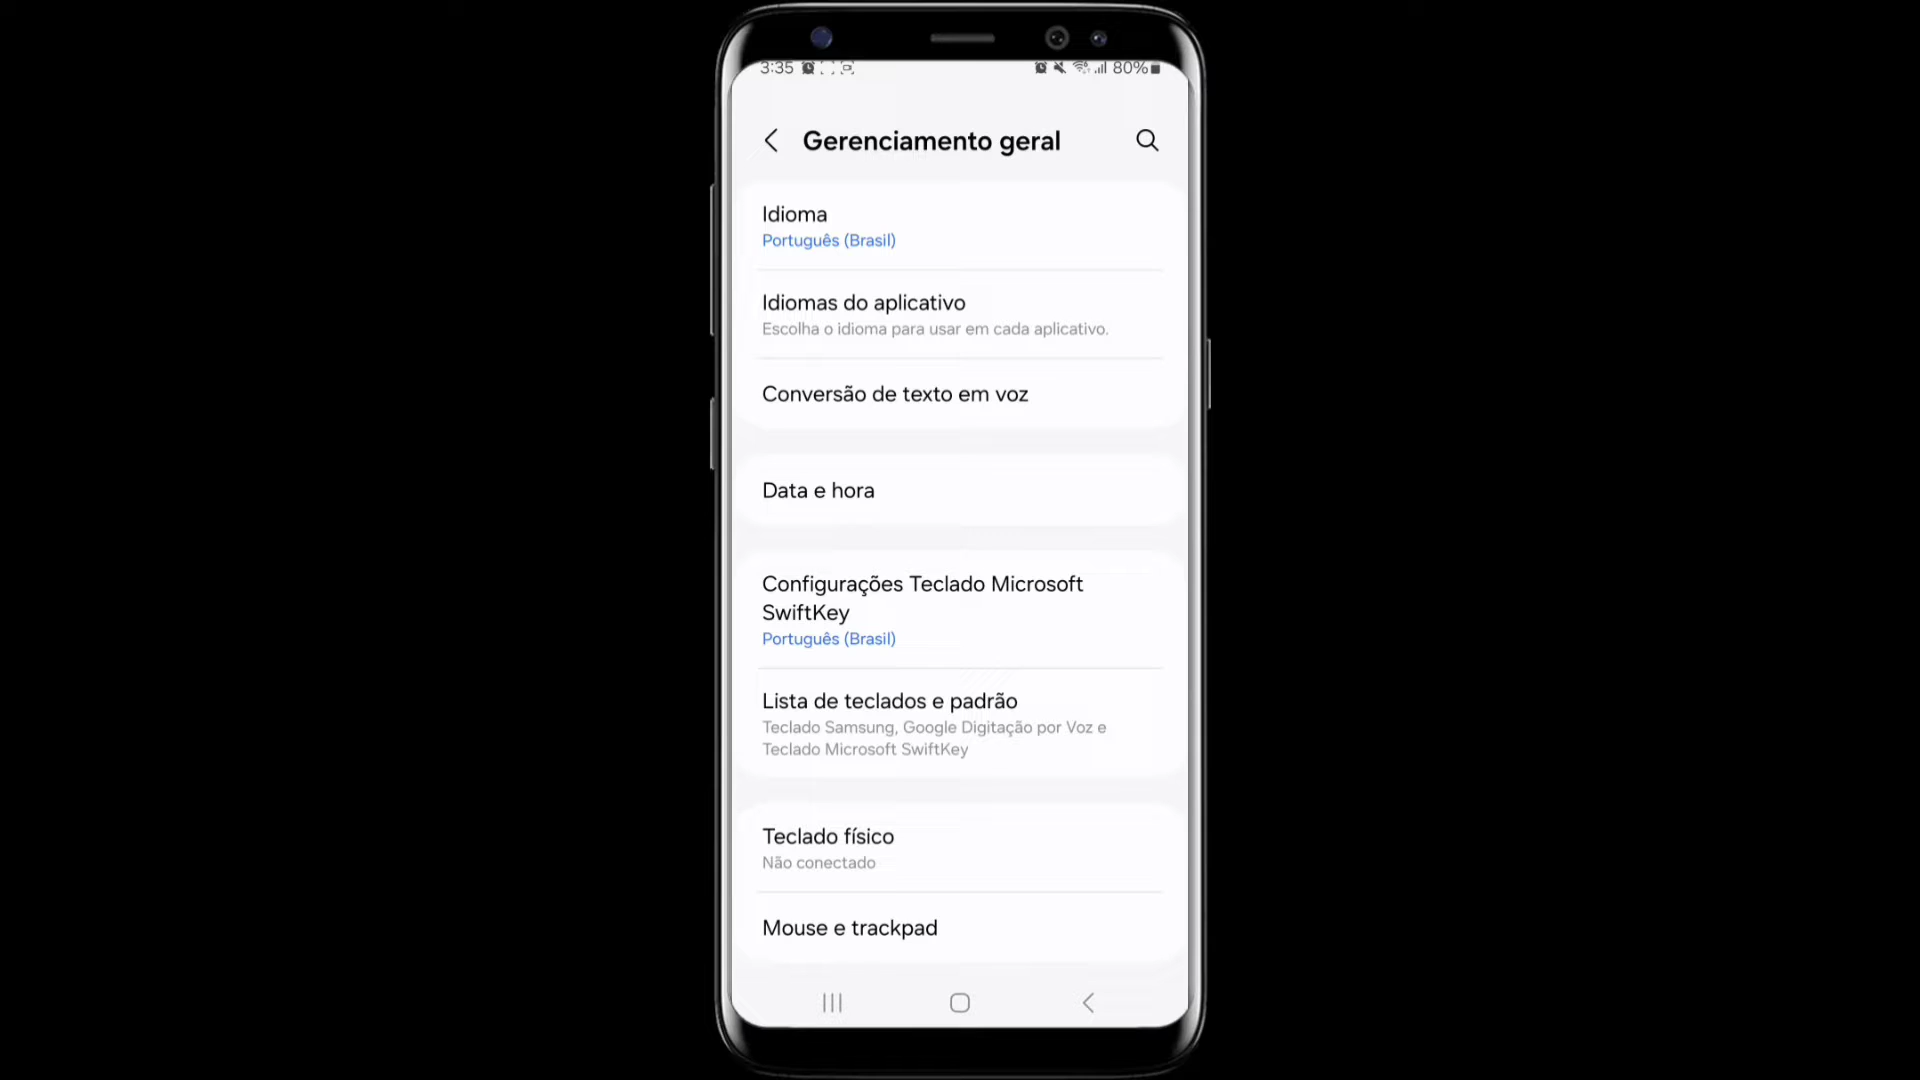 3:35
80%
Gerenciamento geral
Idioma
Português (Brasil)
Idiomas do aplicativo
Escolha o idioma para usar em cada aplicativo.
Conversão de texto em voz
Data e hora
Configurações Teclado Microsoft
SwiftKey
Português (Brasil)
Lista de teclados e padrão
Teclado Samsung, Google Digitação por Voz e
Teclado Microsoft SwiftKey
Teclado físico
Não conectado
Mouse e trackpad